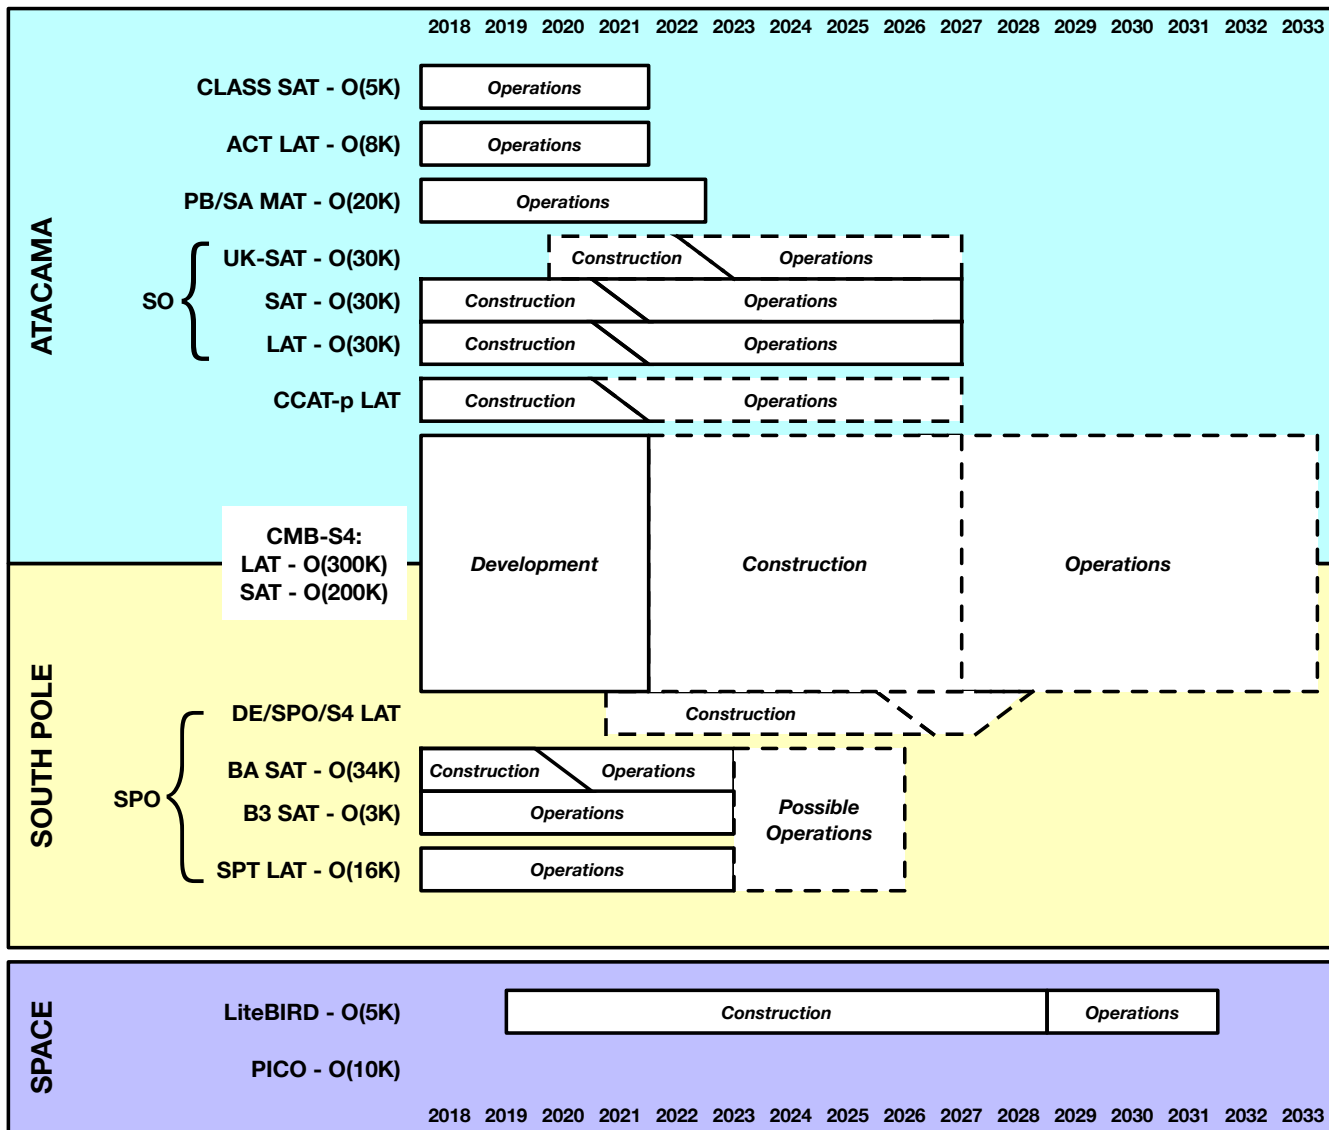 2018 2019 2020 2021 2022 2023 2024 2025 2026 2027 2028 2029 2030 2031 2032 2033
ATACAMA
CLASS SAT - O(5K) Operations
ACT LAT - O(8K) Operations
PB/SA MAT - O(20K) Operations
SO
UK-SAT - O(30K) Construction Operations
SAT - O(30K) Construction Operations
LAT - O(30K) Construction Operations
CCAT-p LAT Construction Operations
CMB-S4:
LAT - O(300K) Development Construction Operations
SAT - O(200K)
SOUTH POLE
DE/SPO/S4 LAT Construction
SPO
BA SAT - O(34K) Construction Operations
B3 SAT - O(3K) Operations
Possible
Operations
SPT LAT - O(16K) Operations
SPACE
LiteBIRD - O(5K) Construction Operations
PICO - O(10K)
2018 2019 2020 2021 2022 2023 2024 2025 2026 2027 2028 2029 2030 2031 2032 2033